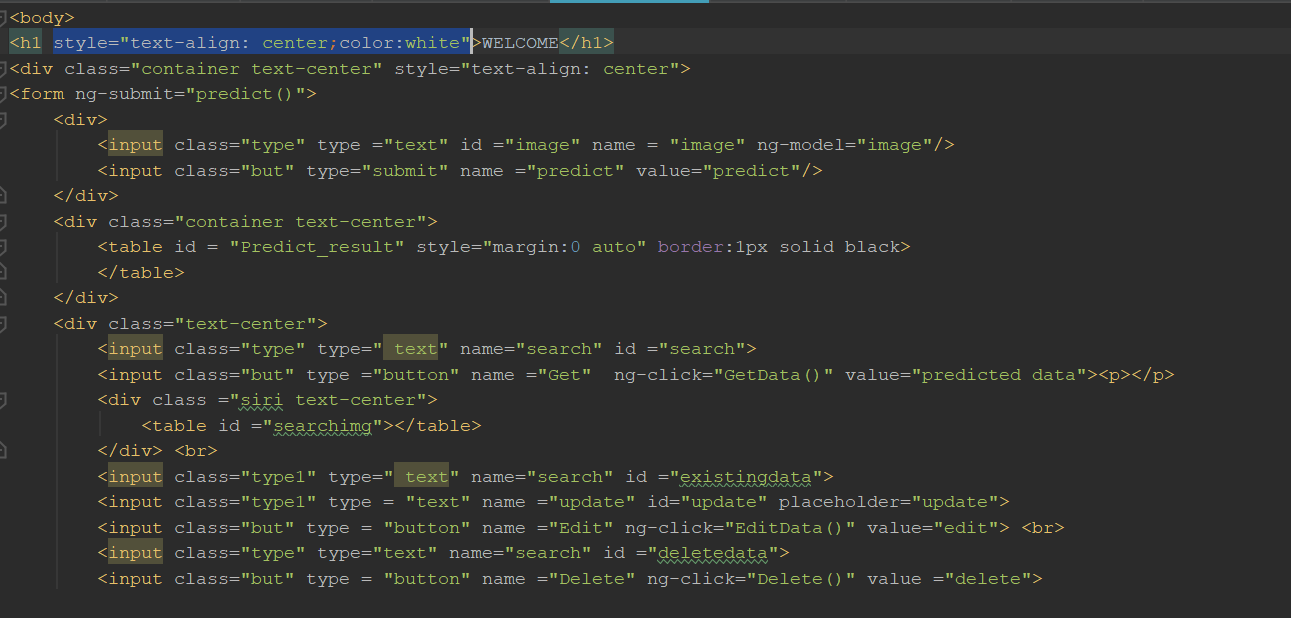 <body>
<h1 style="text-align: center;color:white">WELCOME</h1>
<div class="container text-center" style="text-align: center">
<form ng-submit="predict()">
    <div>
        <input class="type" type ="text" id ="image" name = "image" ng-model="image"/>
        <input class="but" type="submit" name ="predict" value="predict"/>
    </div>
    <div class="container text-center">
        <table id = "Predict_result" style="margin:0 auto" border:1px solid black>
        </table>
    </div>
    <div class="text-center">
        <input class="type" type=" text" name="search" id ="search">
        <input class="but" type ="button" name ="Get"  ng-click="GetData()" value="predicted data"><p></p>
        <div class ="siri text-center">
            <table id ="searchimg"></table>
        </div> <br>
        <input class="type1" type=" text" name="search" id ="existingdata">
        <input class="type1" type = "text" name ="update" id="update" placeholder="update">
        <input class="but" type = "button" name ="Edit" ng-click="EditData()" value="edit"> <br>
        <input class="type" type="text" name="search" id ="deletedata">
        <input class="but" type = "button" name ="Delete" ng-click="Delete()" value ="delete">